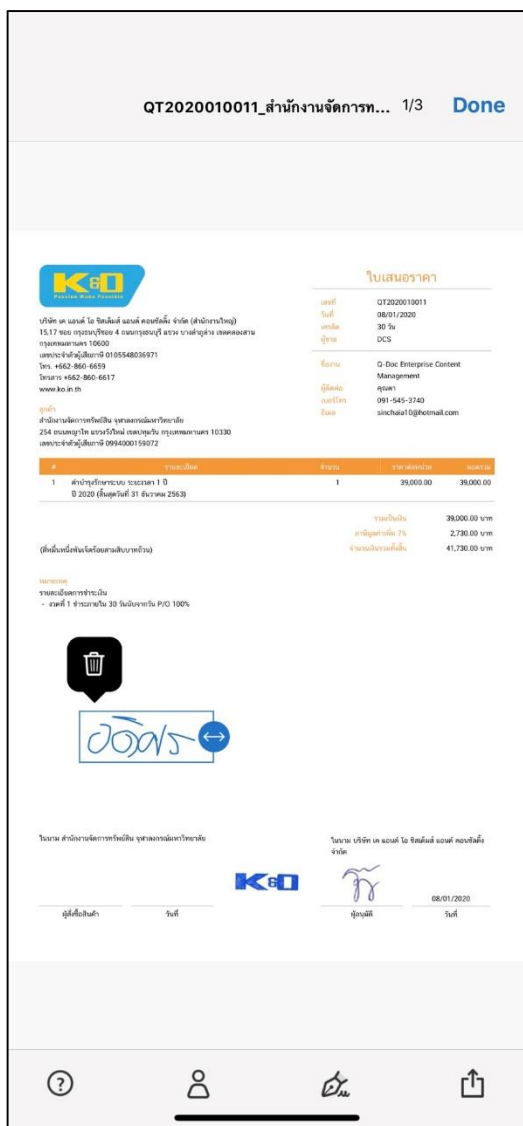 QT2020010011_สำนักงานจัดการท... 1/3 Done
K&O
Passion Make Possible
ใบเสนอราคา
บริษัท เค แอนด์ โอ ซิสเต็มส์ แอนด์ คอนซัลติ้ง จำกัด (สำนักงานใหญ่)
15,17 ซอย กรุงธนบุรีซอย 4 ถนนกรุงธนบุรี แขวง บางลำภูล่าง เขตคลองสาน
กรุงเทพมหานคร 10600
เลขประจำตัวผู้เสียภาษี 0105548036971
โทร. +662-860-6659
โทรสาร +662-860-6617
www.ko.in.th
เลขที่ QT2020010011
วันที่ 08/01/2020
เครดิต 30 วัน
ผู้ขาย DCS
ชื่องาน Q-Doc Enterprise Content
Management
ผู้ติดต่อ คุณดา
เบอร์โทร 091-545-3740
อีเมล sinchaia10@hotmail.com
ลูกค้า
สำนักงานจัดการทรัพย์สิน จุฬาลงกรณ์มหาวิทยาลัย
254 ถนนพญาไท แขวงวังใหม่ เขตปทุมวัน กรุงเทพมหานคร 10330
เลขประจำตัวผู้เสียภาษี 0994000159072
# รายละเอียด จำนวน ราคาต่อหน่วย ยอดรวม
1 ค่าบำรุงรักษาระบบ ระยะเวลา 1 ปี 1 39,000.00 39,000.00
ปี 2020 (สิ้นสุดวันที่ 31 ธันวาคม 2563)
รวมเป็นเงิน 39,000.00 บาท
ภาษีมูลค่าเพิ่ม 7% 2,730.00 บาท
(สี่หมื่นหนึ่งพันเจ็ดร้อยสามสิบบาทถ้วน) จำนวนเงินรวมทั้งสิ้น 41,730.00 บาท
หมายเหตุ
รายละเอียดการชำระเงิน
- งวดที่ 1 ชำระภายใน 30 วันนับจากวัน P/O 100%
ในนาม สำนักงานจัดการทรัพย์สิน จุฬาลงกรณ์มหาวิทยาลัย
ในนาม บริษัท เค แอนด์ โอ ซิสเต็มส์ แอนด์ คอนซัลติ้ง
จำกัด
K&O
08/01/2020
ผู้สั่งซื้อสินค้า วันที่ ผู้อนุมัติ วันที่